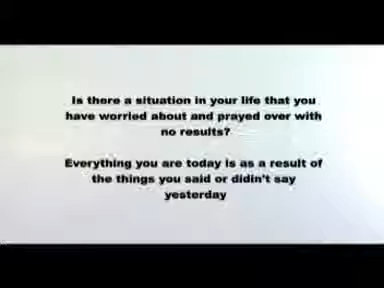 Is there a situation in your life that you
have worried about and prayed over with
no results?
Everything you are today is as a result of
the things you said or didin't say
yesterday